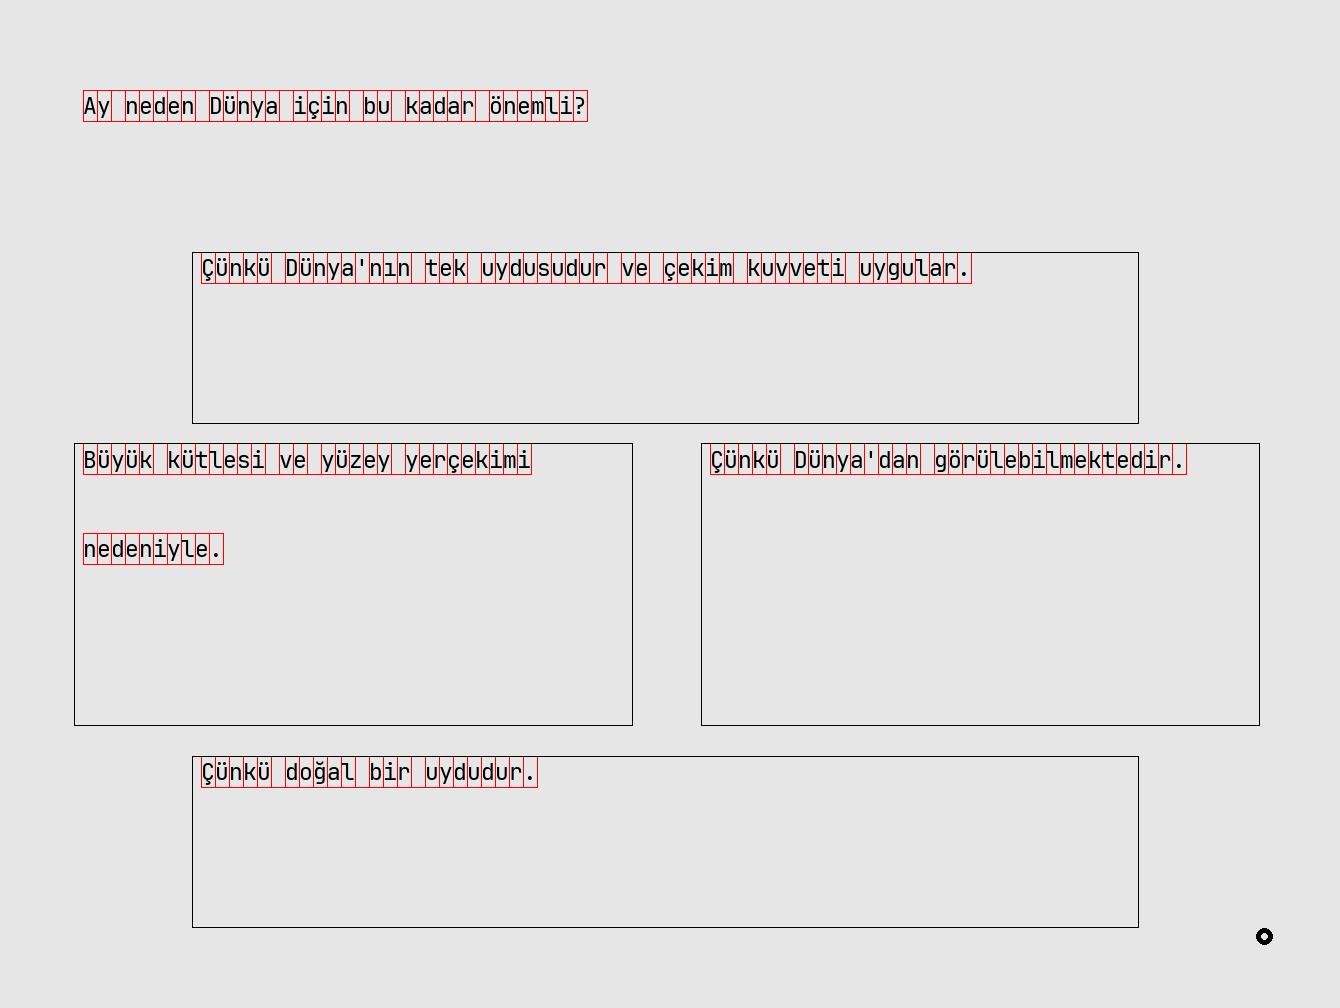 Ay neden Dünya için bu kadar önemli?
Çünkü Dünya'nın tek uydusudur ve çekim kuvveti uygular.
Büyük kütlesi ve yüzey yerçekimi
nedeniyle.
Çünkü Dünya'dan görülebilmektedir.
Çünkü doğal bir uydudur.